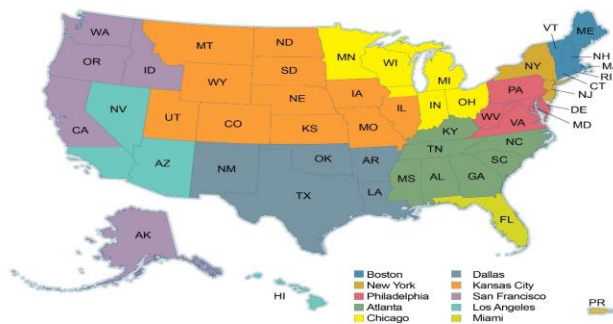 WA
MT
ND
MN
VT
ME
OR
ID
SD
WI
NY
NH
MA
WY
MI
RI
CT
NE
IA
PA
NJ
NV
IL
IN
OH
DE
UT
CO
WV
MD
CA
KS
MO
VA
KY
AZ
NM
OK
AR
TN
NC
SC
TX
LA
MS
AL
GA
FL
AK
HI
PR
Boston
New York
Philadelphia
Atlanta
Chicago
Dallas
Kansas City
San Francisco
Los Angeles
Miami